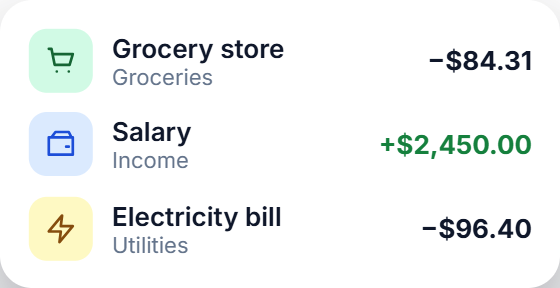 Grocery store
Groceries
−$84.31
Salary
Income
+$2,450.00
Electricity bill
Utilities
−$96.40